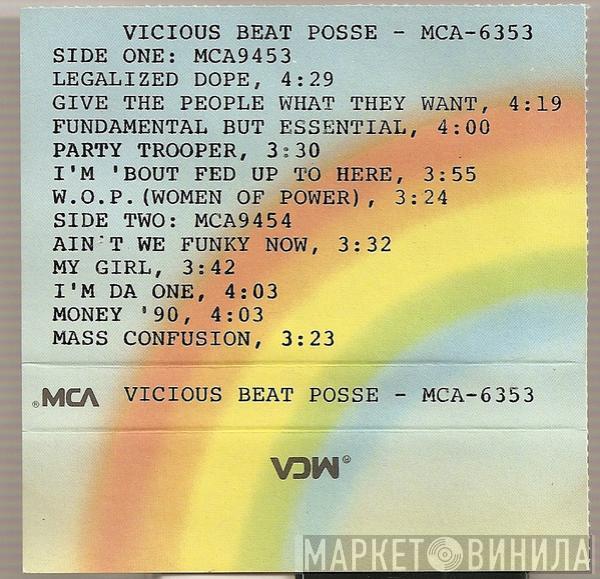 VICIOUS BEAT POSSE - MCA-6353
SIDE ONE: MCA9453
LEGALIZED DOPE, 4:29
GIVE THE PEOPLE WHAT THEY WANT, 4:19
FUNDAMENTAL BUT ESSENTIAL, 4:00
PARTY TROOPER, 3:30
I'M 'BOUT FED UP TO HERE, 3:55
W.O.P.(WOMEN OF POWER), 3:24
SIDE TWO: MCA9454
AIN'T WE FUNKY NOW, 3:32
MY GIRL, 3:42
I'M DA ONE, 4:03
MONEY '90, 4:03
MASS CONFUSION, 3:23
®MCA VICIOUS BEAT POSSE - MCA-6353
MCA®
МАРКЕТ ВИНИЛА